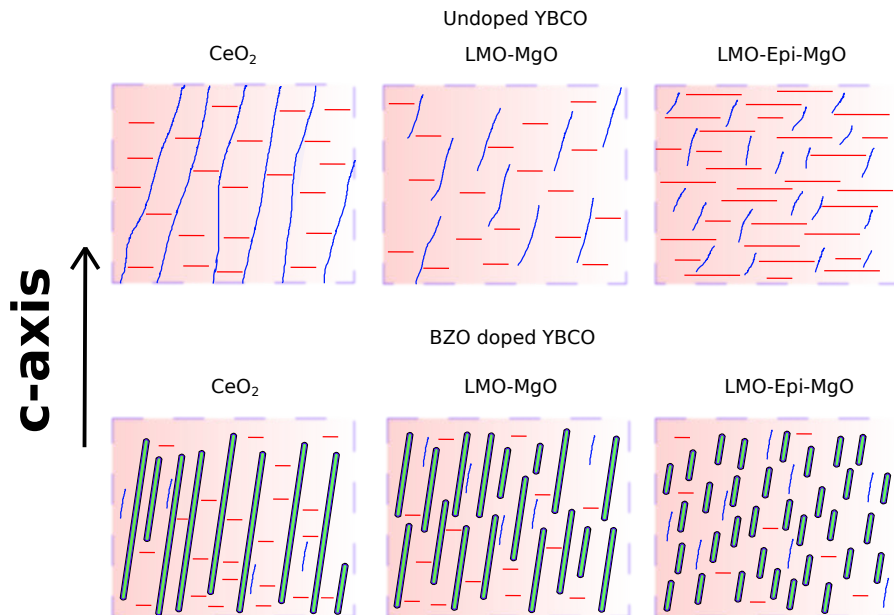 Undoped YBCO
CeO₂ LMO-MgO LMO-Epi-MgO
c-axis
BZO doped YBCO
CeO₂ LMO-MgO LMO-Epi-MgO